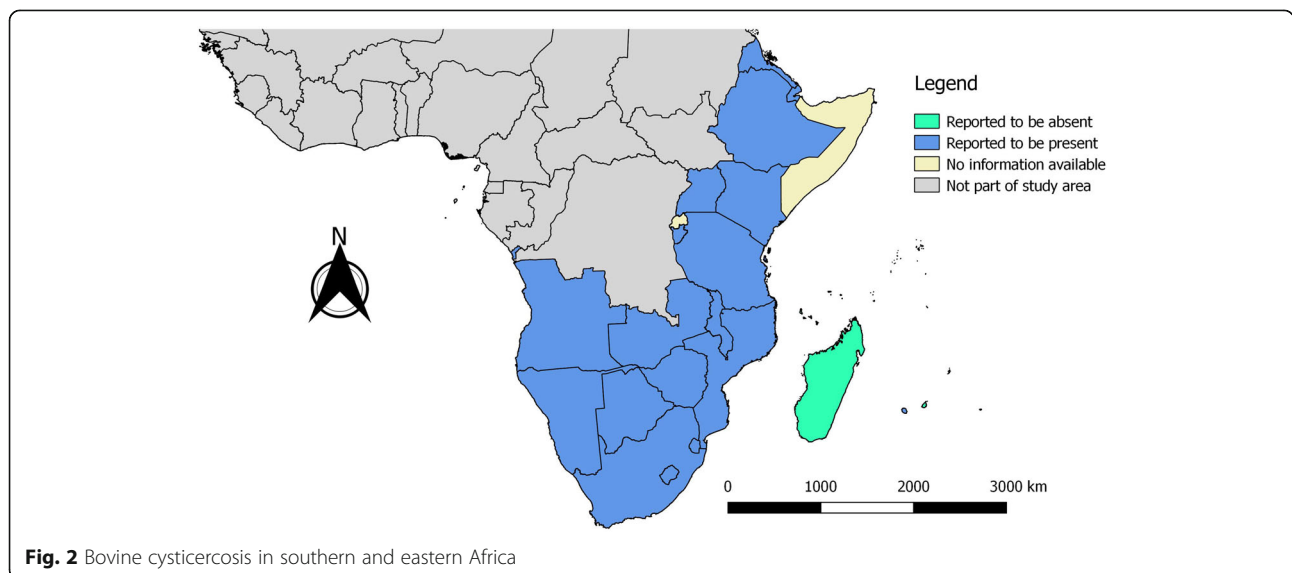 Legend
Reported to be absent
Reported to be present
No information available
Not part of study area
N
0 1000 2000 3000 km
Fig. 2 Bovine cysticercosis in southern and eastern Africa